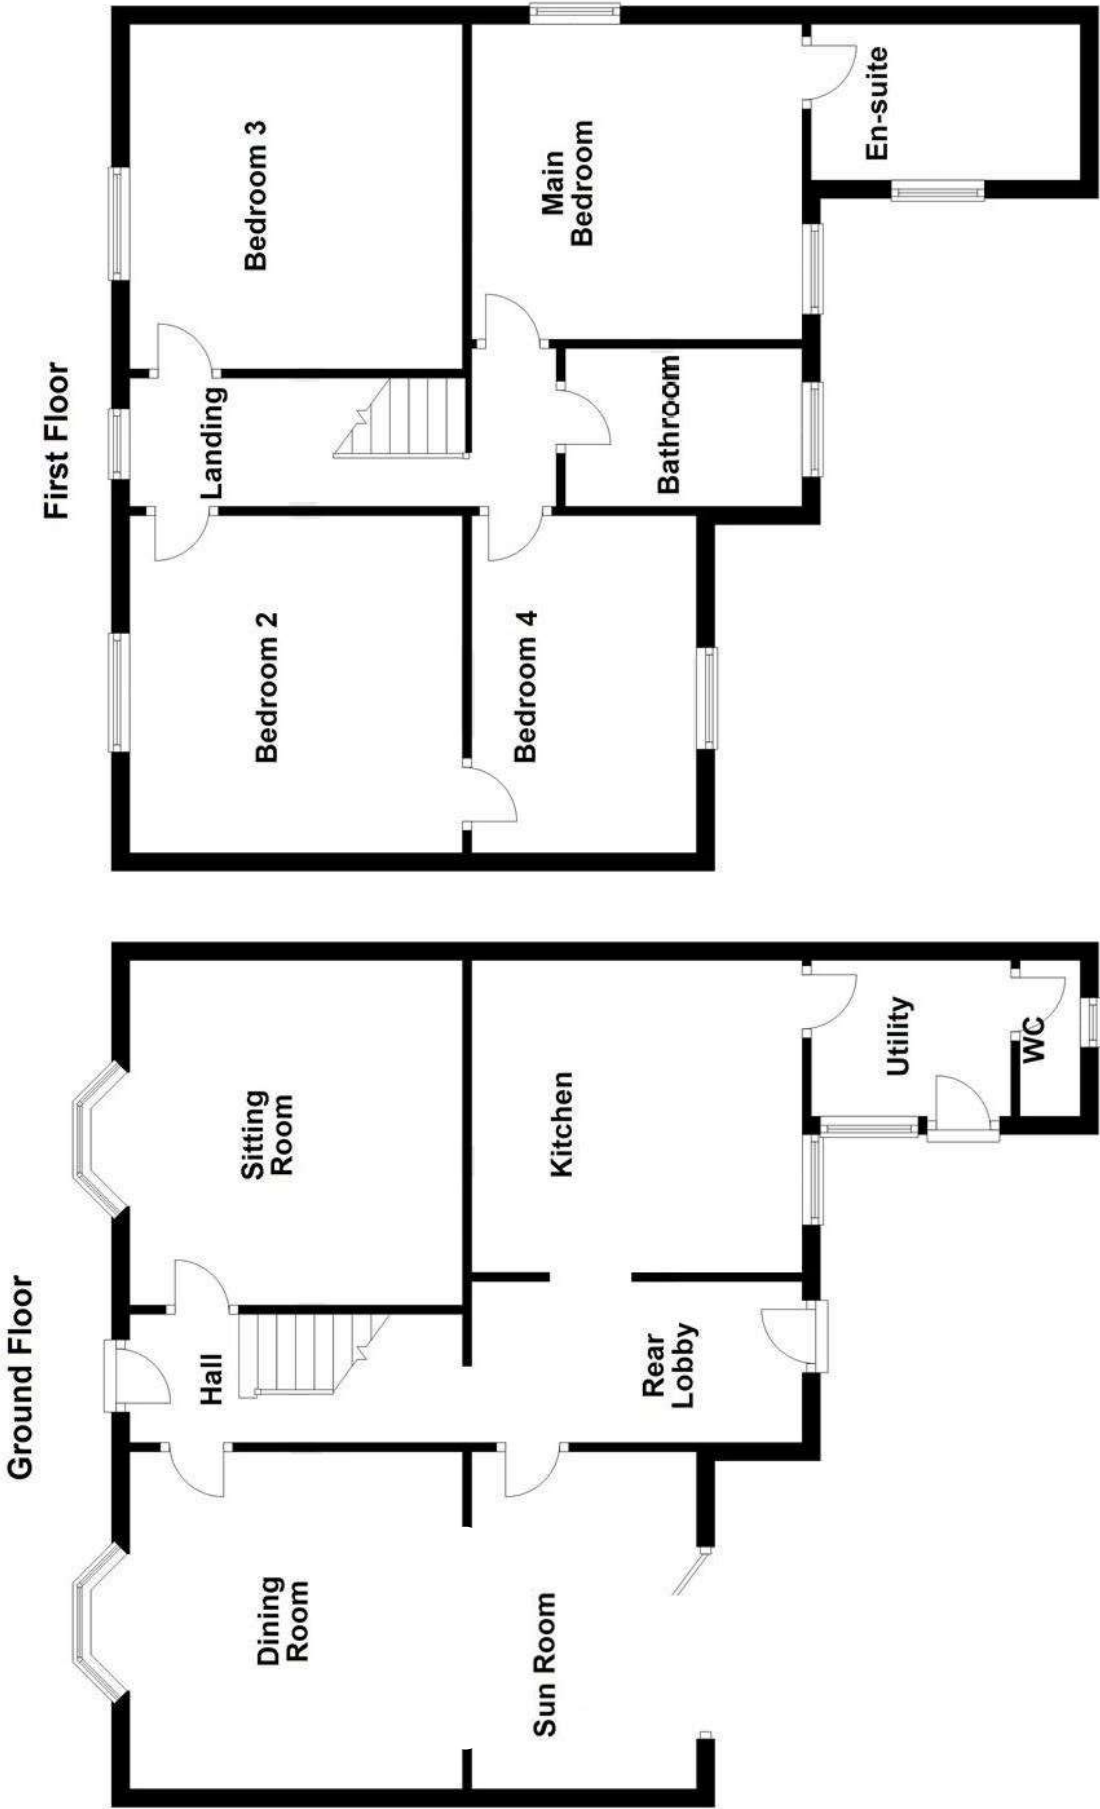 Ground Floor
Sitting
Room
Hall
Dining
Room
Kitchen
Rear
Lobby
Sun Room
Utility
WC
First Floor
Bedroom 3
Landing
Bedroom 2
Main
Bedroom
Bathroom
Bedroom 4
En-suite